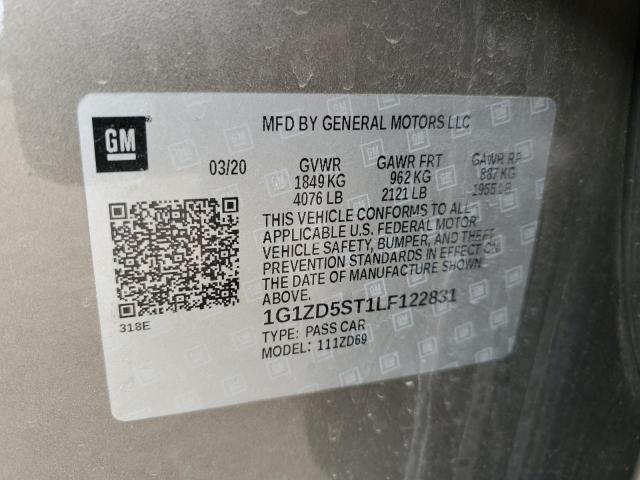 GM
MFD BY GENERAL MOTORS LLC
03/20 GVWR GAWR FRT GAWR RR
1849 KG 962 KG 887 KG
4076 LB 2121 LB 1955 LB
THIS VEHICLE CONFORMS TO ALL
APPLICABLE U.S. FEDERAL MOTOR
VEHICLE SAFETY, BUMPER, AND THEFT
PREVENTION STANDARDS IN EFFECT ON
THE DATE OF MANUFACTURE SHOWN
ABOVE.
1G1ZD5ST1LF122831
318E
TYPE: PASS CAR
MODEL: 111ZD69